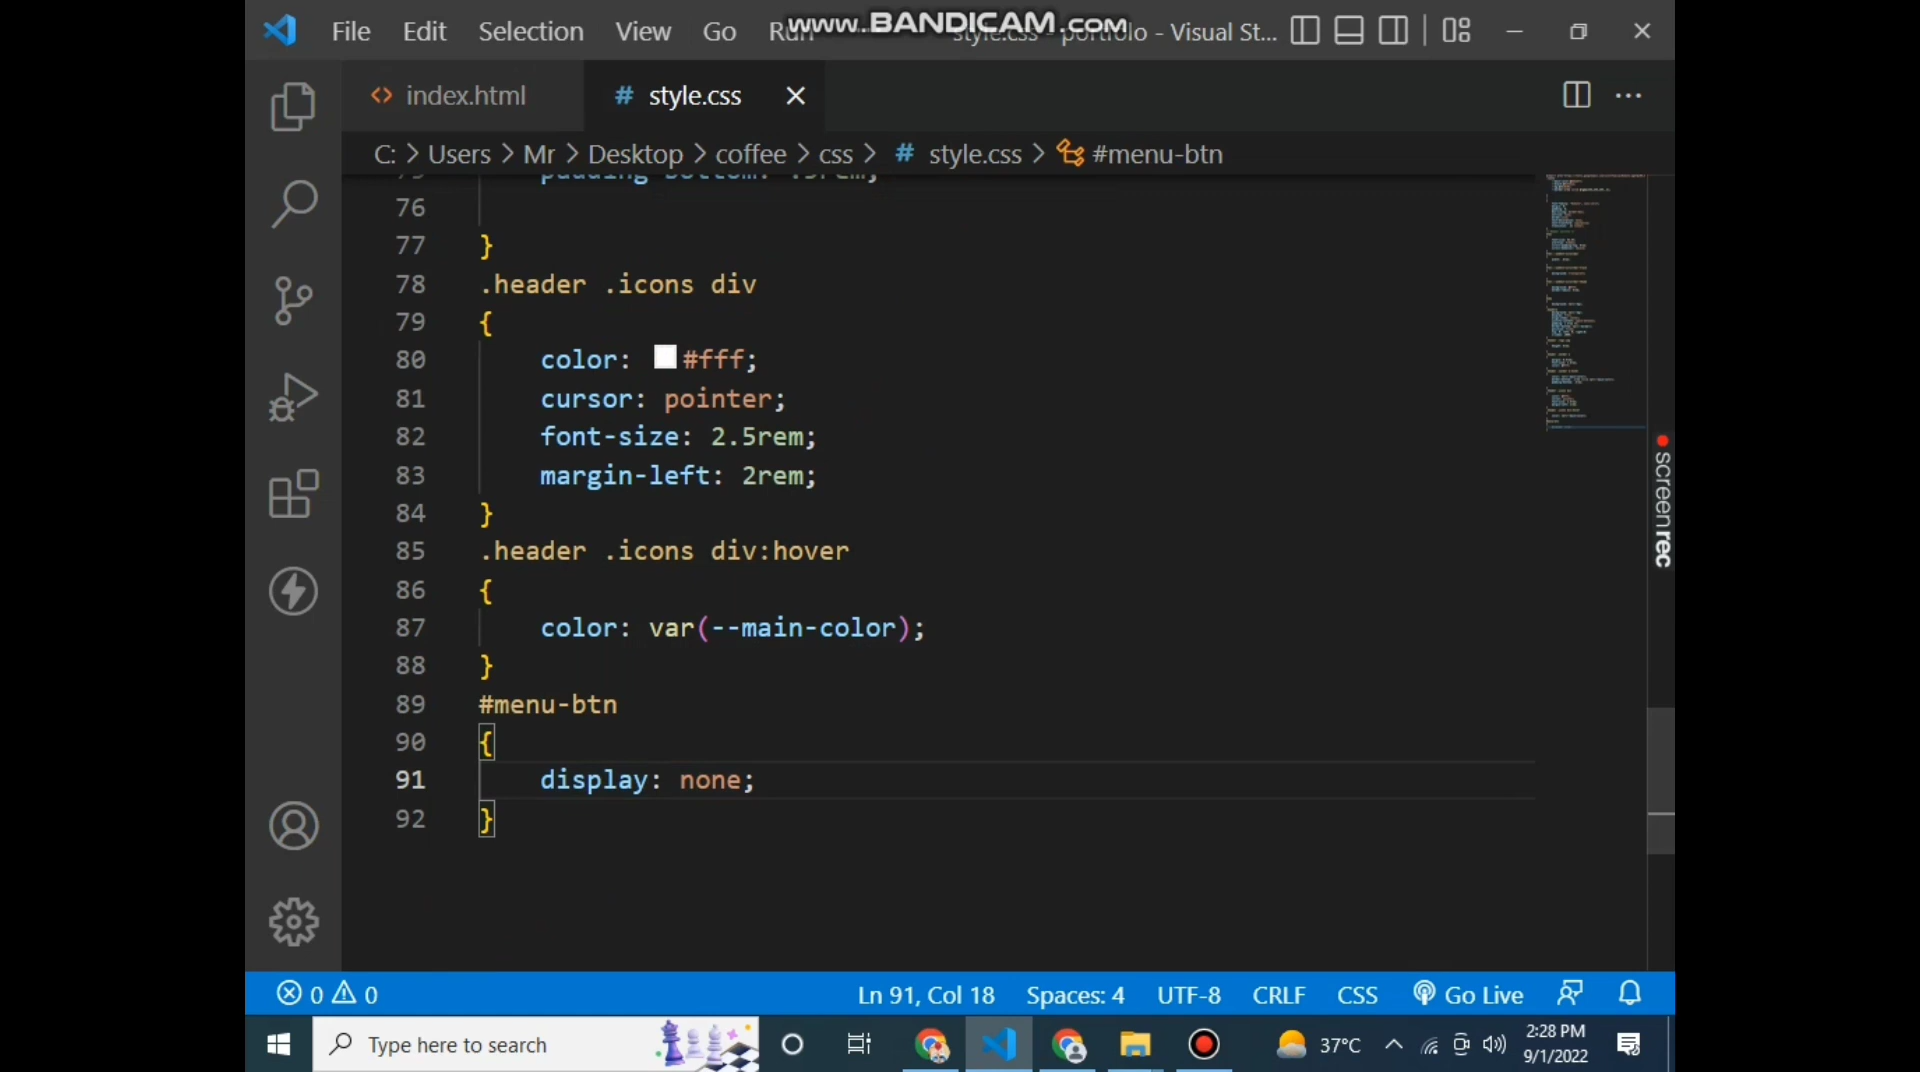 File Edit Selection View Go Run style.css - portfolio - Visual St...
www.BANDICAM.com
index.html # style.css
C: > Users > Mr > Desktop > coffee > css > # style.css > #menu-btn
padding-bottom: .5rem;
76
77 }
78 .header .icons div
79 {
80 color: #fff;
81 cursor: pointer;
82 font-size: 2.5rem;
83 margin-left: 2rem;
84 }
85 .header .icons div:hover
86 {
87 color: var(--main-color);
88 }
89 #menu-btn
90 {
91 display: none;
92 }
screenrec
0 0 Ln 91, Col 18 Spaces: 4 UTF-8 CRLF CSS Go Live
Type here to search 37°C 2:28 PM
9/1/2022